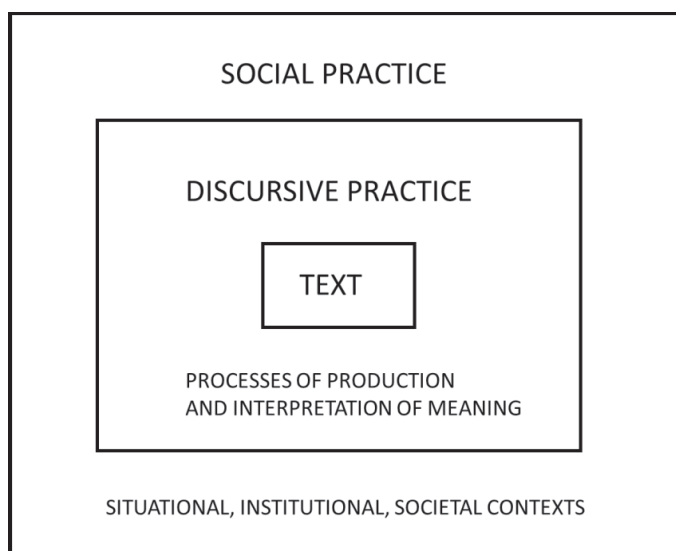 SOCIAL PRACTICE
DISCURSIVE PRACTICE
TEXT
PROCESSES OF PRODUCTION
AND INTERPRETATION OF MEANING
SITUATIONAL, INSTITUTIONAL, SOCIETAL CONTEXTS